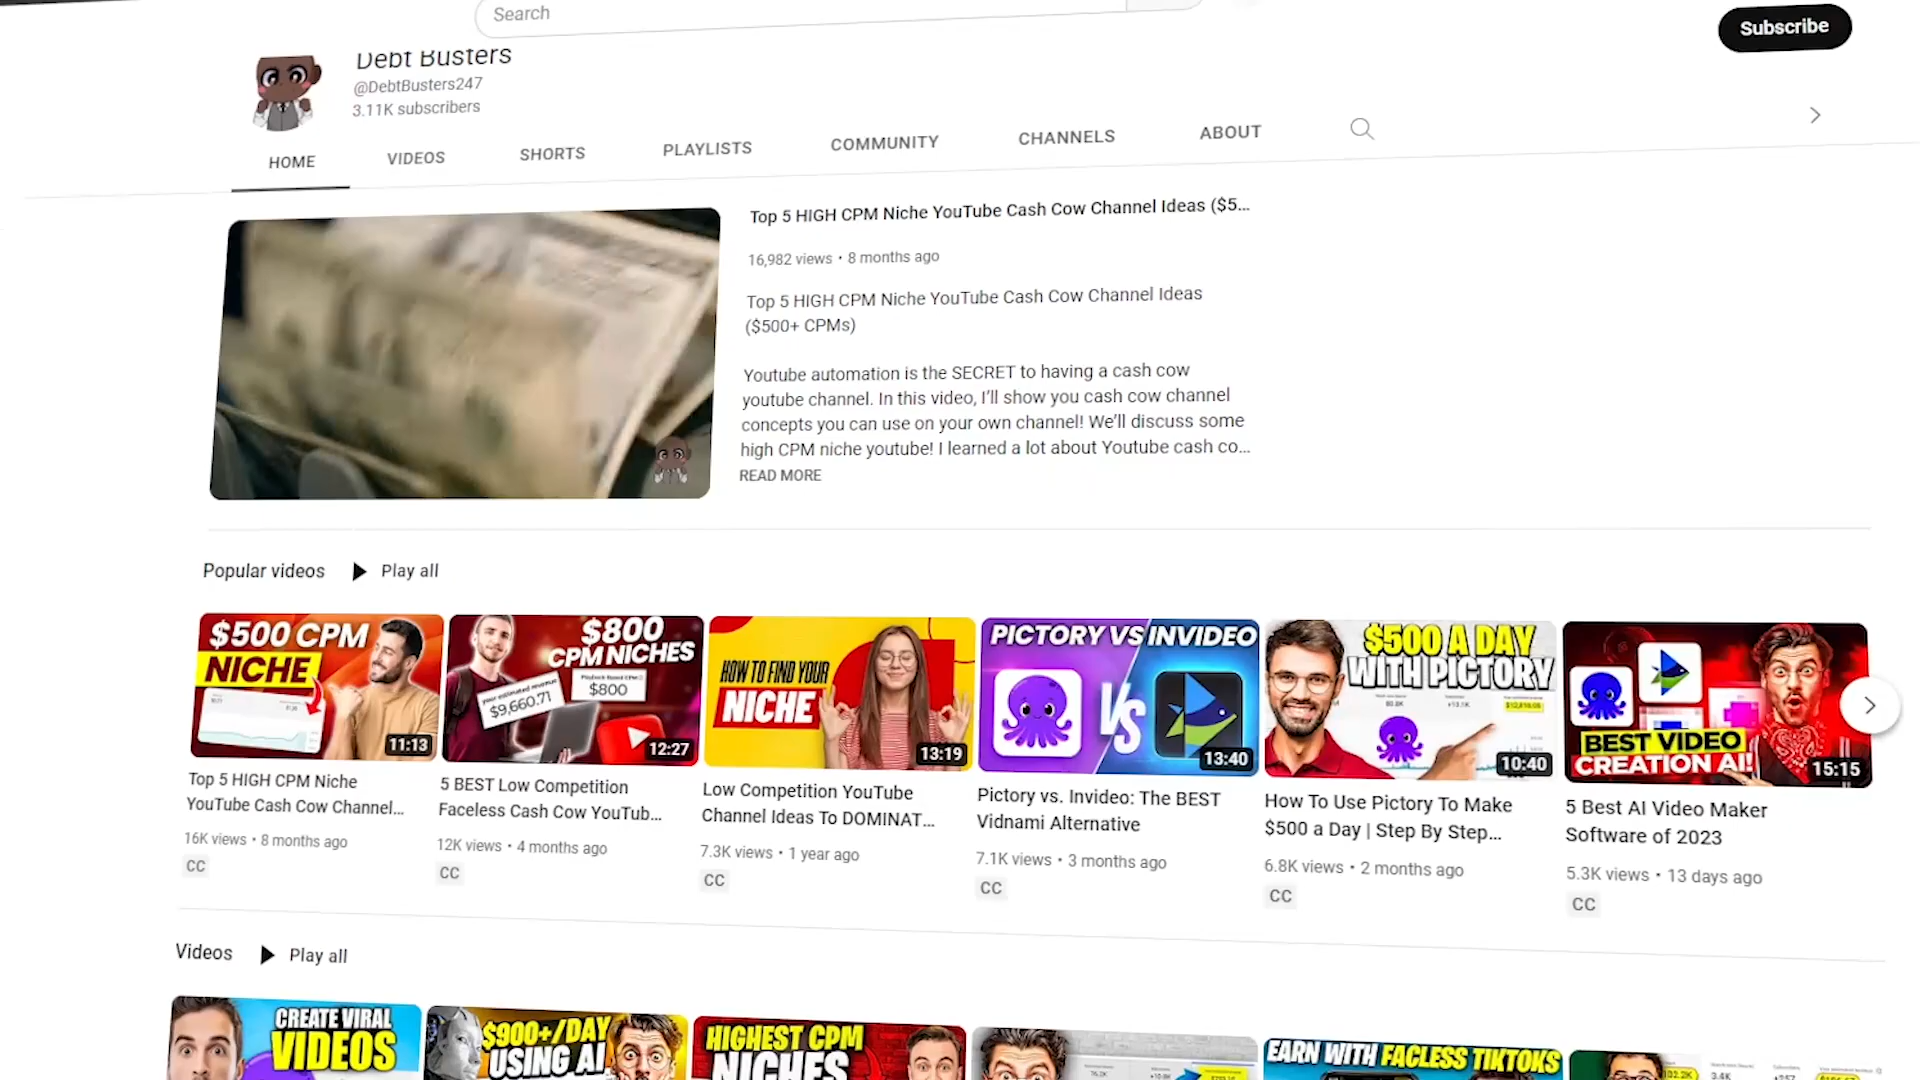 Search
Subscribe
Debt Busters
@DebtBusters247
3.11K subscribers
HOME
VIDEOS
SHORTS
PLAYLISTS
COMMUNITY
CHANNELS
ABOUT
Top 5 HIGH CPM Niche YouTube Cash Cow Channel Ideas ($5...
16,982 views • 8 months ago
Top 5 HIGH CPM Niche YouTube Cash Cow Channel Ideas
($500+ CPMs)
Youtube automation is the SECRET to having a cash cow
youtube channel. In this video, I'll show you cash cow channel
concepts you can use on your own channel! We'll discuss some
high CPM niche youtube! I learned a lot about Youtube cash co...
READ MORE
Popular videos
Play all
$500 CPM
NICHE
11:13
$800
CPM NICHES
your estimated revenue
$9,660.71
$800
12:27
HOW TO FIND YOUR
NICHE
13:19
PICTORY VS INVIDEO
VS
13:40
$500 A DAY
WITH PICTORY
10:40
BEST VIDEO
CREATION AI!
15:15
Top 5 HIGH CPM Niche
YouTube Cash Cow Channel...
16K views • 8 months ago
CC
5 BEST Low Competition
Faceless Cash Cow YouTub...
12K views • 4 months ago
CC
Low Competition YouTube
Channel Ideas To DOMINAT...
7.3K views • 1 year ago
CC
Pictory vs. Invideo: The BEST
Vidnami Alternative
7.1K views • 3 months ago
CC
How To Use Pictory To Make
$500 a Day | Step By Step...
6.8K views • 2 months ago
CC
5 Best AI Video Maker
Software of 2023
5.3K views • 13 days ago
CC
Videos
Play all
CREATE VIRAL
VIDEOS
$900+/DAY
USING AI
HIGHEST CPM
NICHES
EARN WITH FACLESS TIKTOKS
102.2K
3.4K